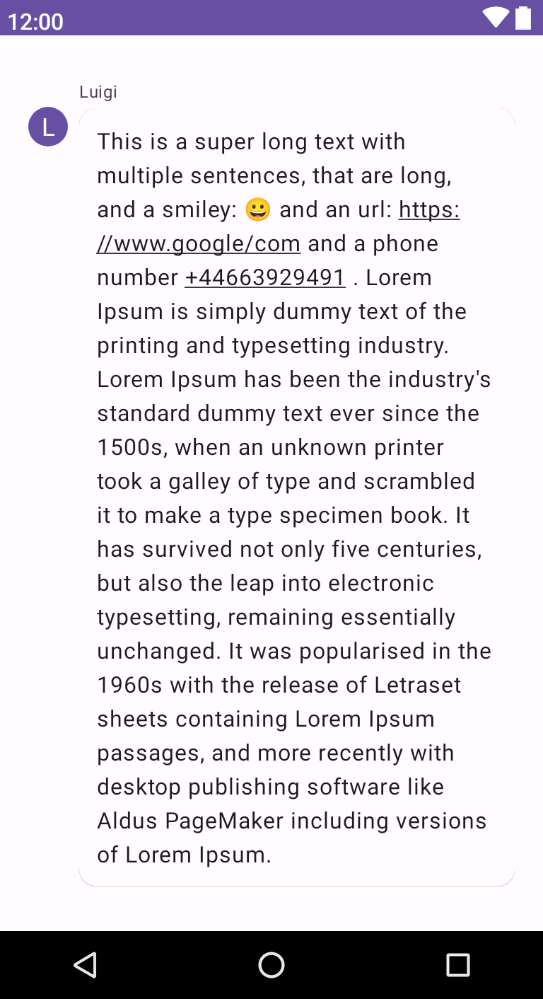 12:00
Luigi
L
This is a super long text with
multiple sentences, that are long,
and a smiley: 😀 and an url: https:
//www.google/com and a phone
number +44663929491 . Lorem
Ipsum is simply dummy text of the
printing and typesetting industry.
Lorem Ipsum has been the industry's
standard dummy text ever since the
1500s, when an unknown printer
took a galley of type and scrambled
it to make a type specimen book. It
has survived not only five centuries,
but also the leap into electronic
typesetting, remaining essentially
unchanged. It was popularised in the
1960s with the release of Letraset
sheets containing Lorem Ipsum
passages, and more recently with
desktop publishing software like
Aldus PageMaker including versions
of Lorem Ipsum.